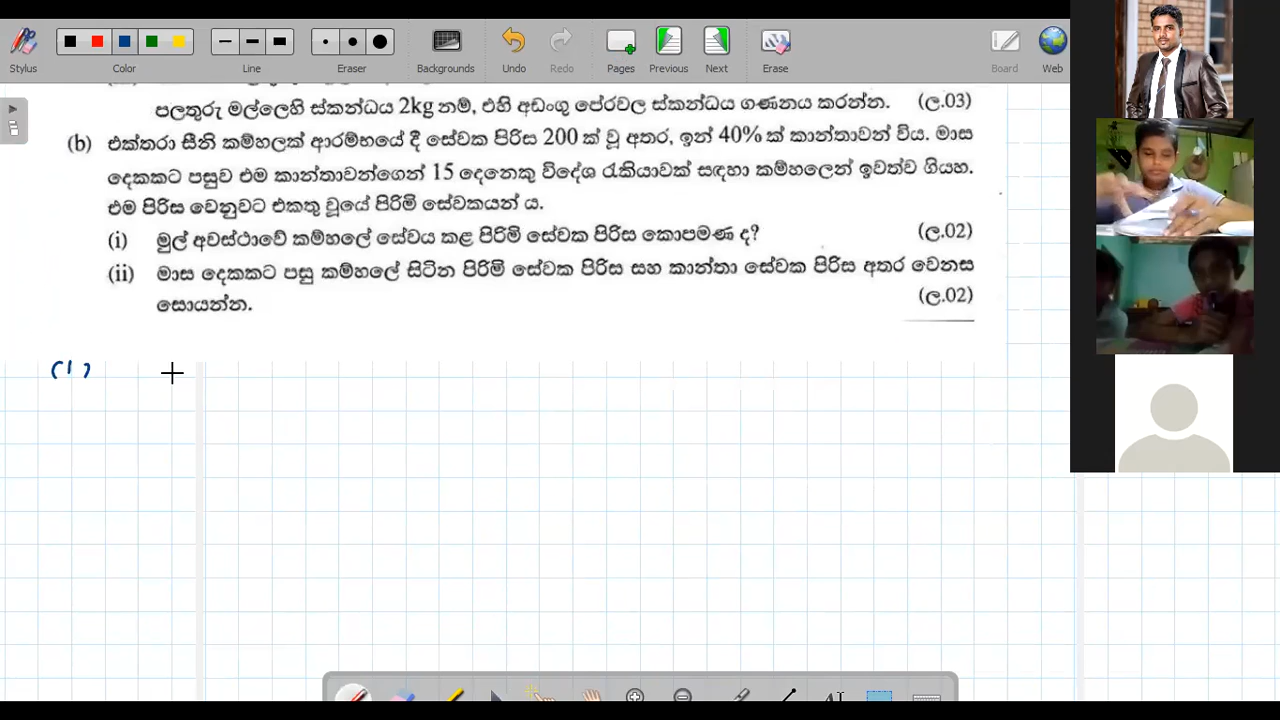 Stylus
Color
Line
Eraser
Backgrounds
Undo
Redo
Pages
Previous
Next
Erase
Board
Web
පලතුරු මල්ලෙහි ස්කන්ධය 2kg නම්, එහි අඩංගු පේරවල ස්කන්ධය ගණනය කරන්න. (ල.03)
(b) එක්තරා සීනි කම්හලක් ආරම්භයේ දී සේවක පිරිස 200 ක් වූ අතර, ඉන් 40% ක් කාන්තාවන් විය. මාස
දෙකකට පසුව එම කාන්තාවන්ගෙන් 15 දෙනෙකු විදේශ රැකියාවක් සඳහා කම්හලෙන් ඉවත්ව ගියහ.
එම පිරිස වෙනුවට එකතු වූයේ පිරිමි සේවකයන් ය.
(i) මුල් අවස්ථාවේ කම්හලේ සේවය කළ පිරිමි සේවක පිරිස කොපමණ ද? (ල.02)
(ii) මාස දෙකකට පසු කම්හලේ සිටින පිරිමි සේවක පිරිස සහ කාන්තා සේවක පිරිස අතර වෙනස
සොයන්න. (ල.02)
(1)